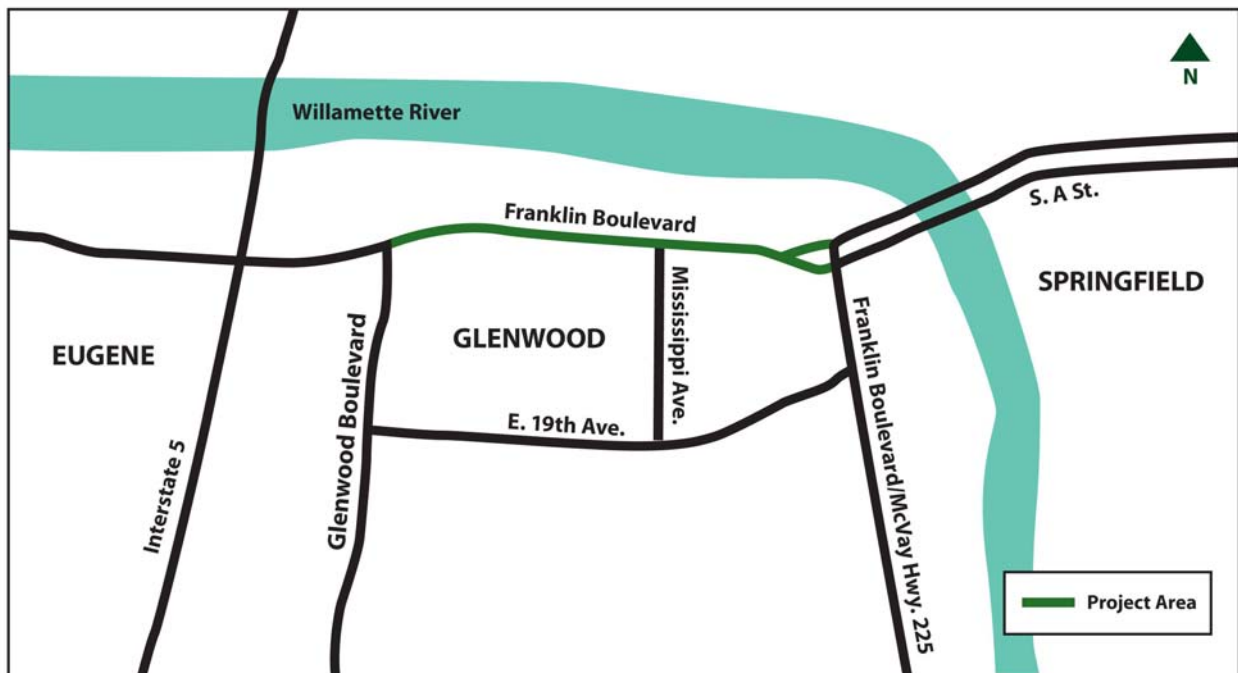 N
Willamette River
S. A St.
Franklin Boulevard
SPRINGFIELD
Mississippi Ave.
GLENWOOD
EUGENE
Glenwood Boulevard
Franklin Boulevard/McVay Hwy. 225
E. 19th Ave.
Interstate 5
Project Area